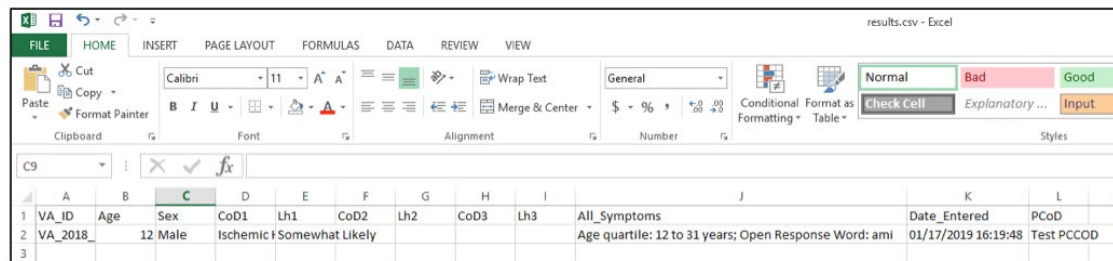 results.csv - Excel
FILE HOME INSERT PAGE LAYOUT FORMULAS DATA REVIEW VIEW
Cut
Copy
Format Painter
Paste
Calibri 11 A A
B I U A
Wrap Text
Merge & Center
General
$ % , .00 .0
Conditional Formatting
Format as Table
Normal Bad Good
Check Cell Explanatory ... Input
Clipboard Font Alignment Number Styles
C9 fx
A B C D E F G H I J K L
1 VA_ID Age Sex CoD1 Lh1 CoD2 Lh2 CoD3 Lh3 All_Symptoms Date_Entered PCoD
2 VA_2018_ 12 Male Ischemic Somewhat Likely Age quartile: 12 to 31 years; Open Response Word: ami 01/17/2019 16:19:48 Test PCCOD
3